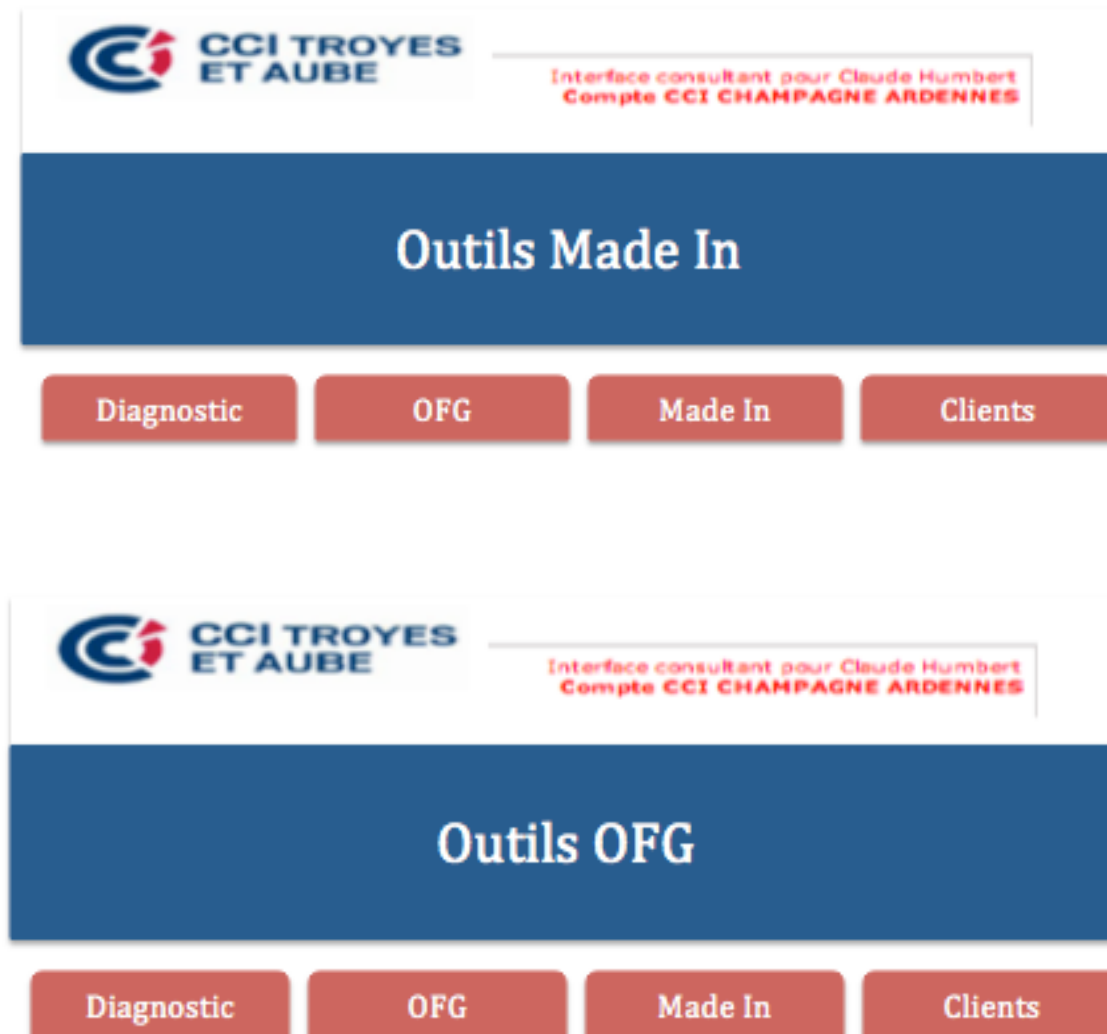 CCI TROYES
ET AUBE
Interface consultant pour Claude Humbert
Compte CCI CHAMPAGNE ARDENNES
Outils Made In
Diagnostic OFG Made In Clients
CCI TROYES
ET AUBE
Interface consultant pour Claude Humbert
Compte CCI CHAMPAGNE ARDENNES
Outils OFG
Diagnostic OFG Made In Clients